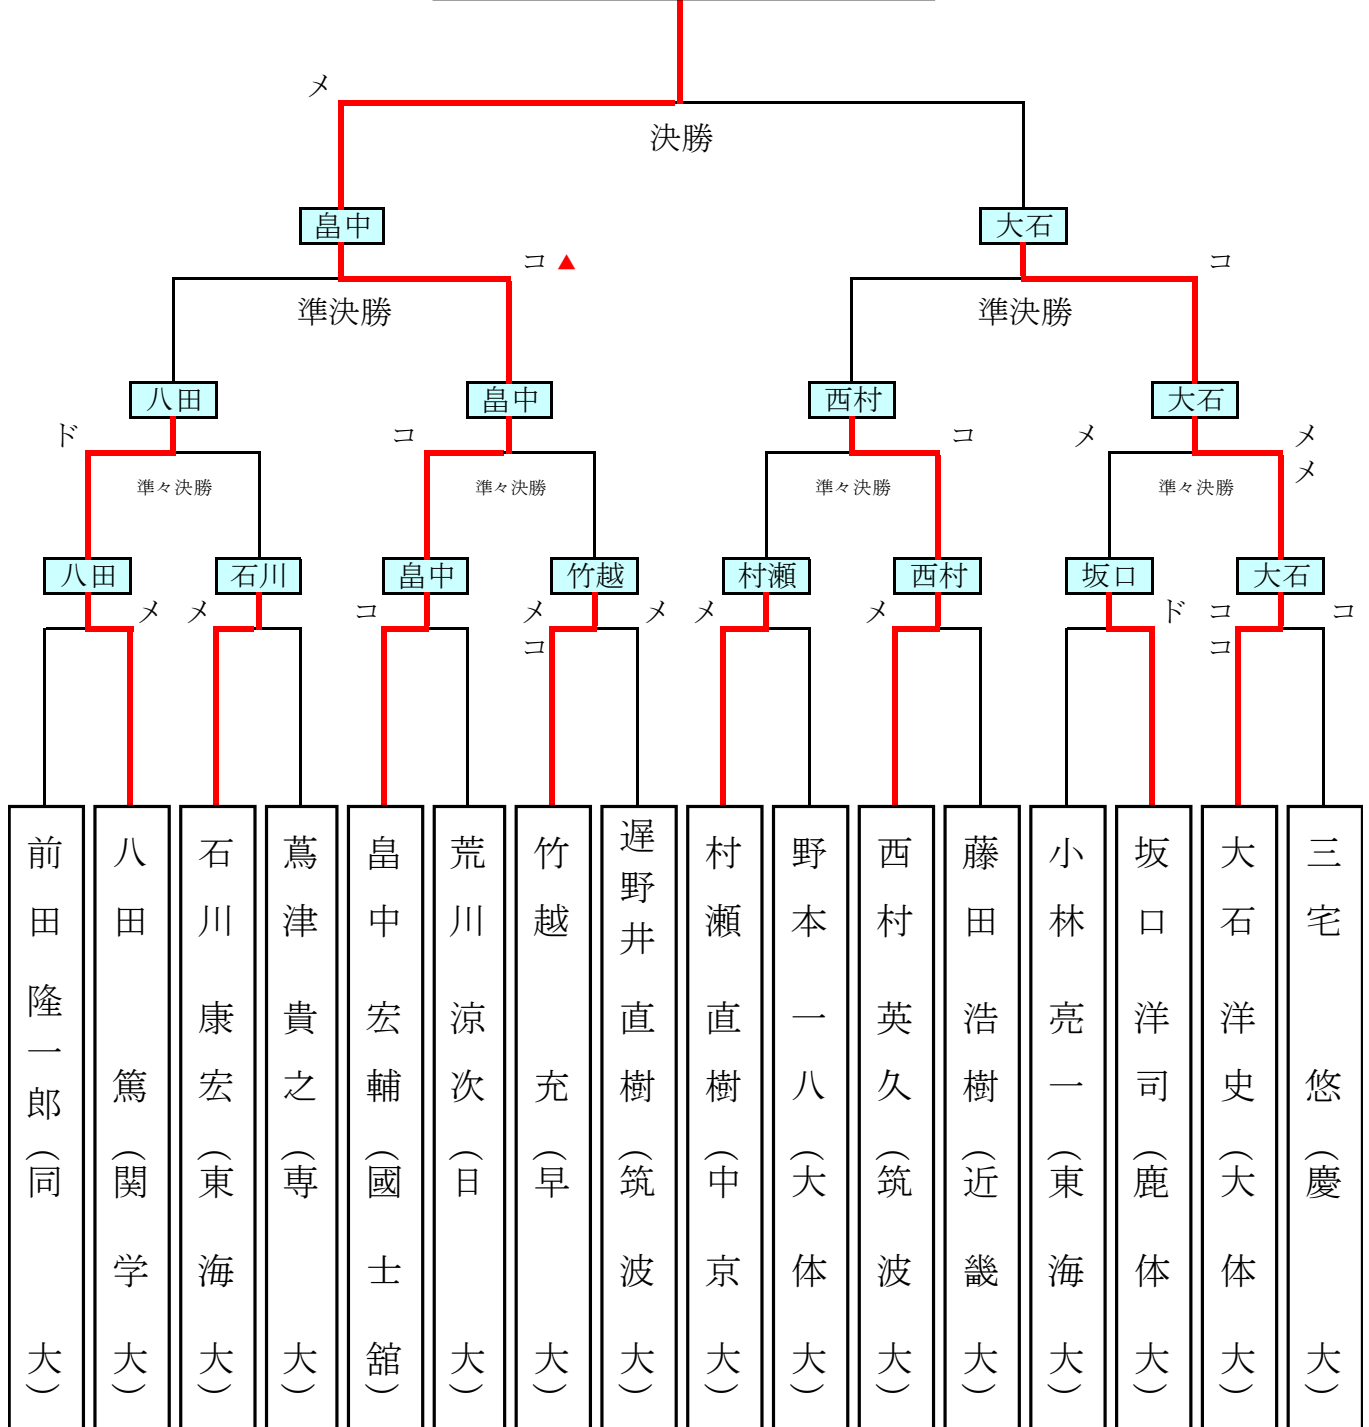 メ
決勝
畠中
大石
コ ▲
コ
準決勝
準決勝
八田
畠中
西村
大石
ド
コ
コ
メ
メ
メ
準々決勝
準々決勝
準々決勝
準々決勝
八田
石川
畠中
竹越
村瀬
西村
坂口
大石
メ
メ
コ
メ
コ
メ
メ
メ
ド
コ
コ
コ
前田 隆一郎(同 大)
八田 篤(関学大)
石川 康宏(東海大)
蔦津 貴之(専 大)
畠中 宏輔(國士舘)
荒川 涼次(日 大)
竹越 充(早 大)
遅野井 直樹(筑波大)
村瀬 直樹(中京大)
野本 一八(大体大)
西村 英久(筑波大)
藤田 浩樹(近畿大)
小林 亮一(東海大)
坂口 洋司(鹿体大)
大石 洋史(大体大)
三宅 悠(慶 大)